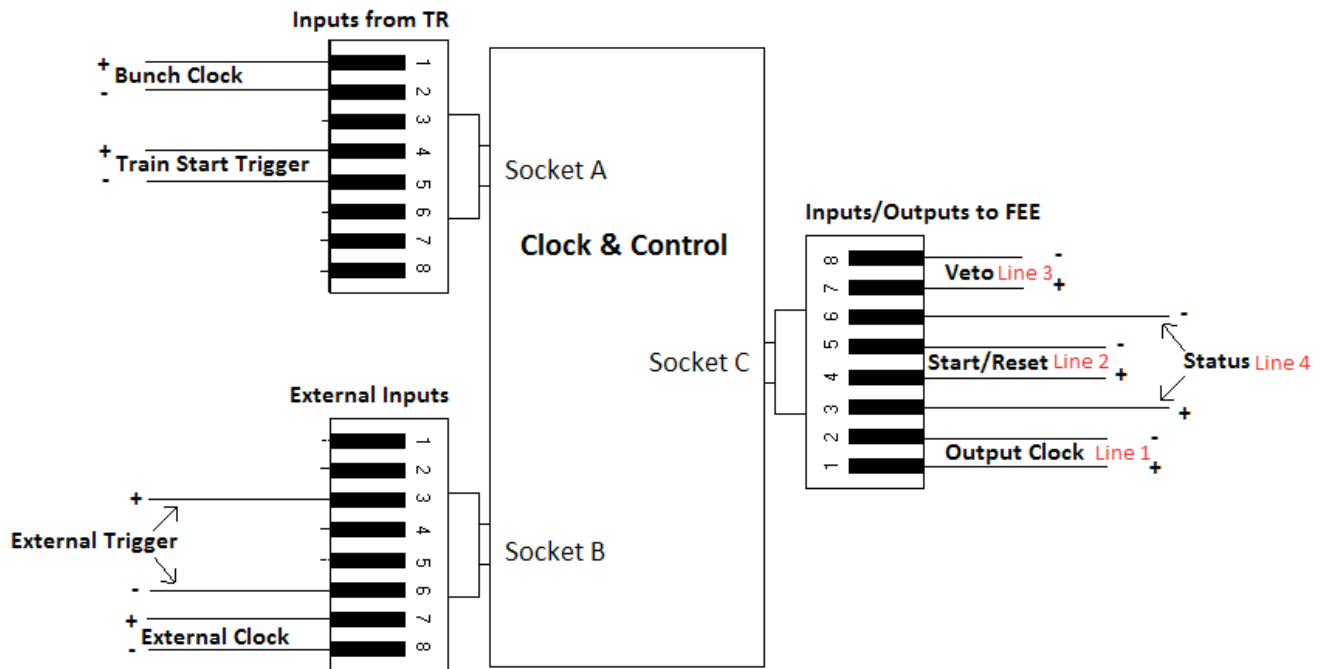 Inputs from TR
+
Bunch Clock
-
+
Train Start Trigger
-
1
2
3
4
5
6
7
8
Socket A
Clock & Control
External Inputs
+
External Trigger
-
+
External Clock
-
1
2
3
4
5
6
7
8
Socket B
Socket C
Inputs/Outputs to FEE
8
7
6
5
4
3
2
1
-
Veto Line 3
+
-
-
Start/Reset Line 2
+
Status Line 4
+
-
Output Clock Line 1
+